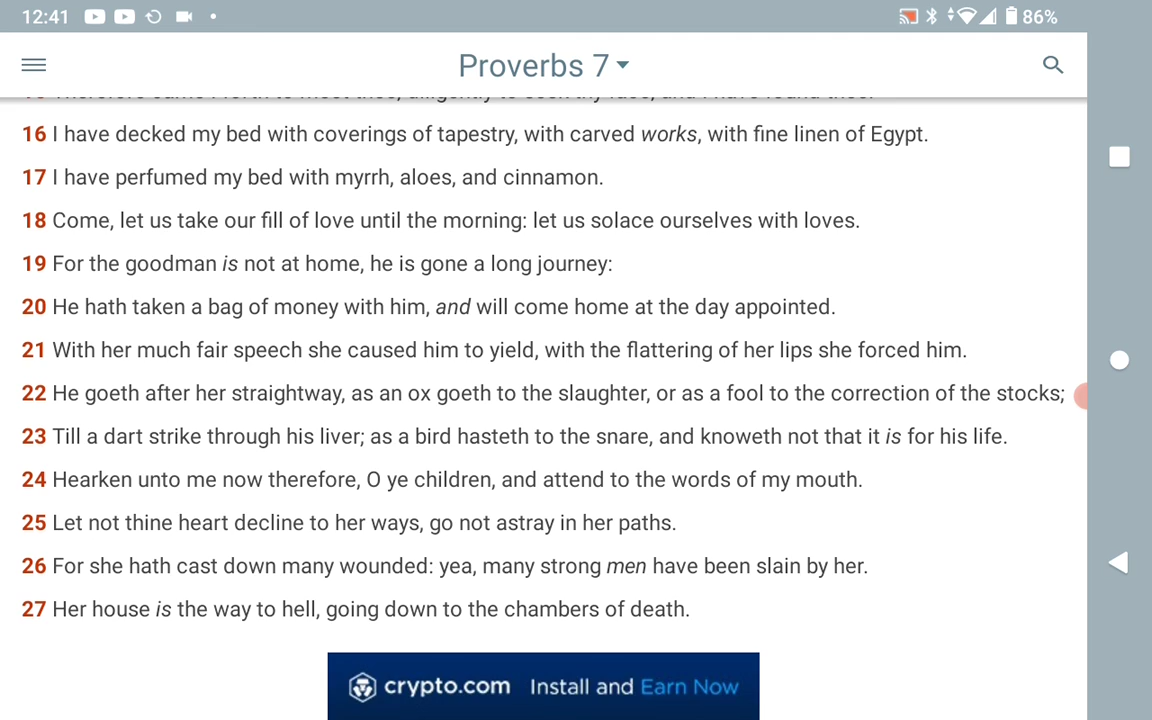 12:41 86%
Proverbs 7
16 I have decked my bed with coverings of tapestry, with carved works, with fine linen of Egypt.
17 I have perfumed my bed with myrrh, aloes, and cinnamon.
18 Come, let us take our fill of love until the morning: let us solace ourselves with loves.
19 For the goodman is not at home, he is gone a long journey:
20 He hath taken a bag of money with him, and will come home at the day appointed.
21 With her much fair speech she caused him to yield, with the flattering of her lips she forced him.
22 He goeth after her straightway, as an ox goeth to the slaughter, or as a fool to the correction of the stocks;
23 Till a dart strike through his liver; as a bird hasteth to the snare, and knoweth not that it is for his life.
24 Hearken unto me now therefore, O ye children, and attend to the words of my mouth.
25 Let not thine heart decline to her ways, go not astray in her paths.
26 For she hath cast down many wounded: yea, many strong men have been slain by her.
27 Her house is the way to hell, going down to the chambers of death.
crypto.com Install and Earn Now